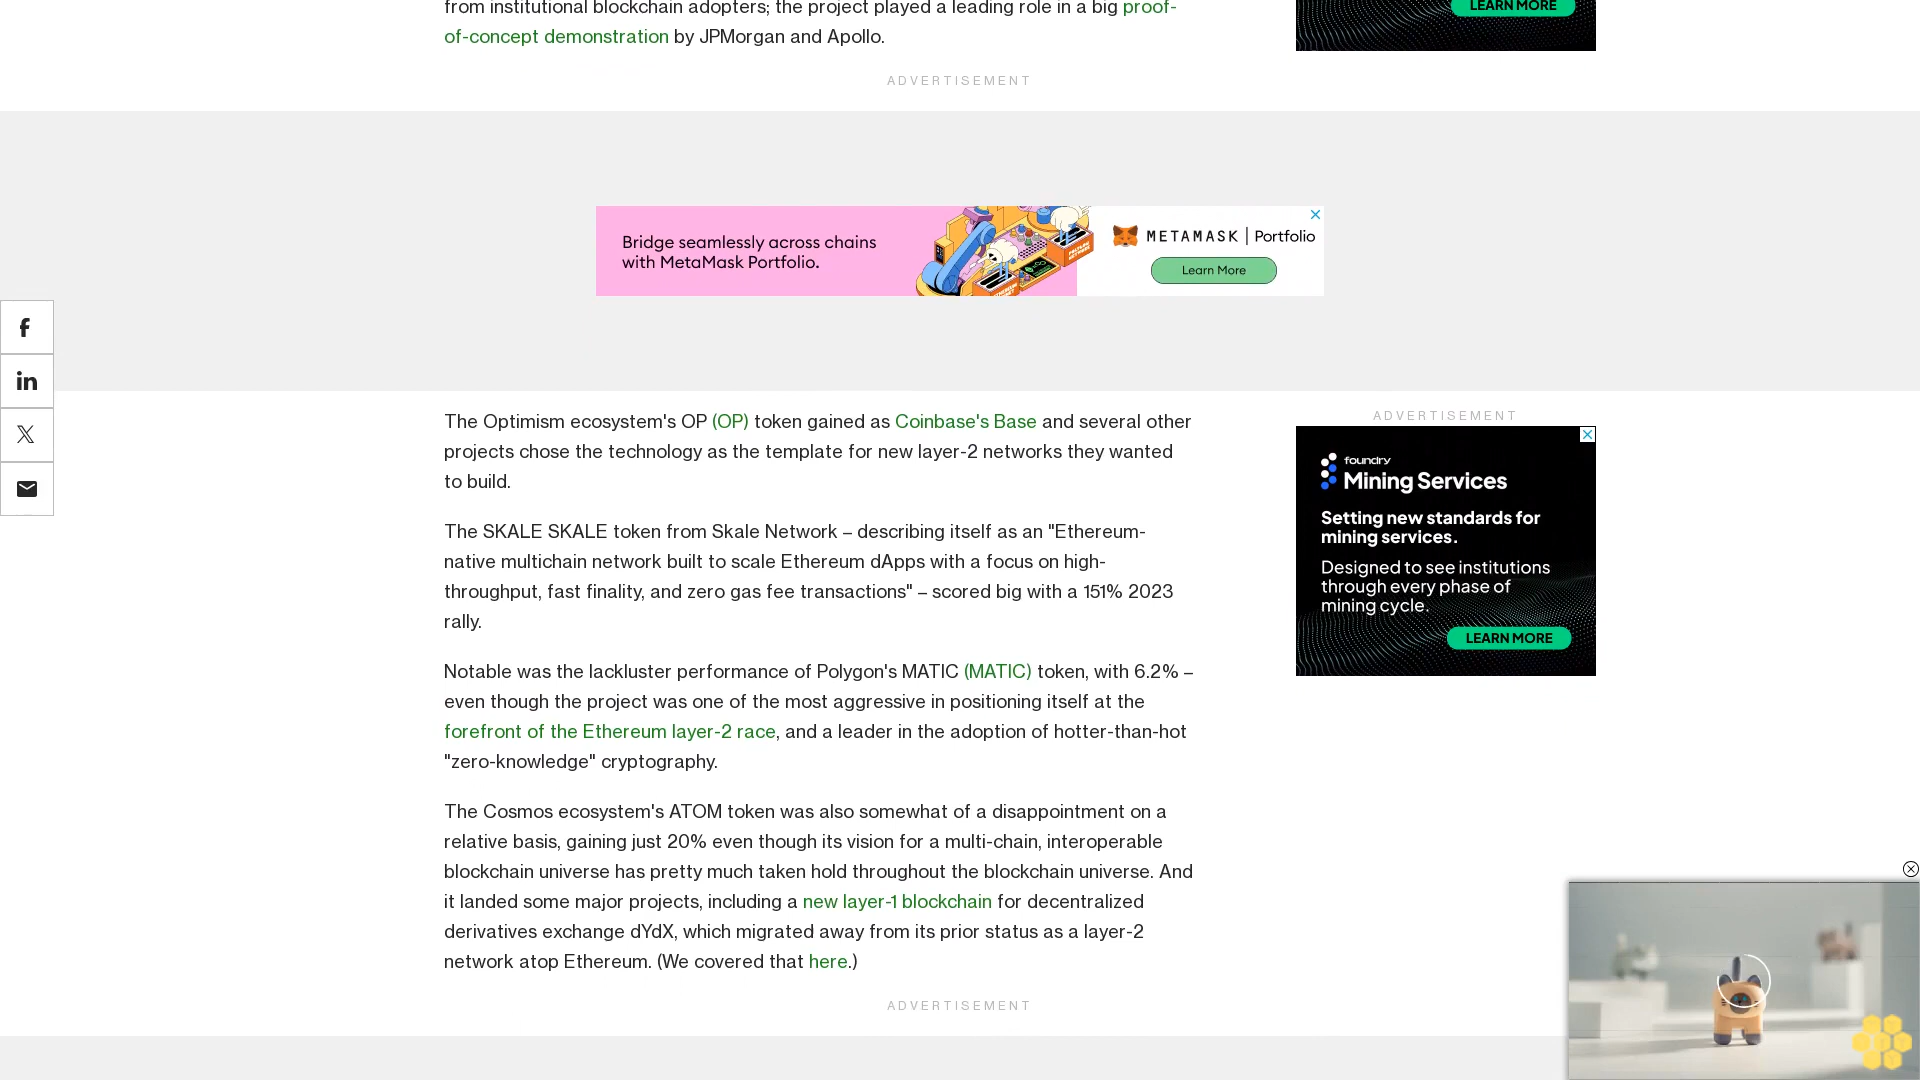 from institutional blockchain adopters; the project played a leading role in a big proof-
of-concept demonstration by JPMorgan and Apollo.
LEARN MORE
ADVERTISEMENT
Bridge seamlessly across chains
with MetaMask Portfolio.
METAMASK | Portfolio
Learn More
The Optimism ecosystem's OP (OP) token gained as Coinbase's Base and several other
projects chose the technology as the template for new layer-2 networks they wanted
to build.
The SKALE SKALE token from Skale Network – describing itself as an "Ethereum-
native multichain network built to scale Ethereum dApps with a focus on high-
throughput, fast finality, and zero gas fee transactions" – scored big with a 151% 2023
rally.
Notable was the lackluster performance of Polygon's MATIC (MATIC) token, with 6.2% –
even though the project was one of the most aggressive in positioning itself at the
forefront of the Ethereum layer-2 race, and a leader in the adoption of hotter-than-hot
"zero-knowledge" cryptography.
The Cosmos ecosystem's ATOM token was also somewhat of a disappointment on a
relative basis, gaining just 20% even though its vision for a multi-chain, interoperable
blockchain universe has pretty much taken hold throughout the blockchain universe. And
it landed some major projects, including a new layer-1 blockchain for decentralized
derivatives exchange dYdX, which migrated away from its prior status as a layer-2
network atop Ethereum. (We covered that here.)
ADVERTISEMENT
ADVERTISEMENT
foundry
Mining Services
Setting new standards for
mining services.
Designed to see institutions
through every phase of
mining cycle.
LEARN MORE